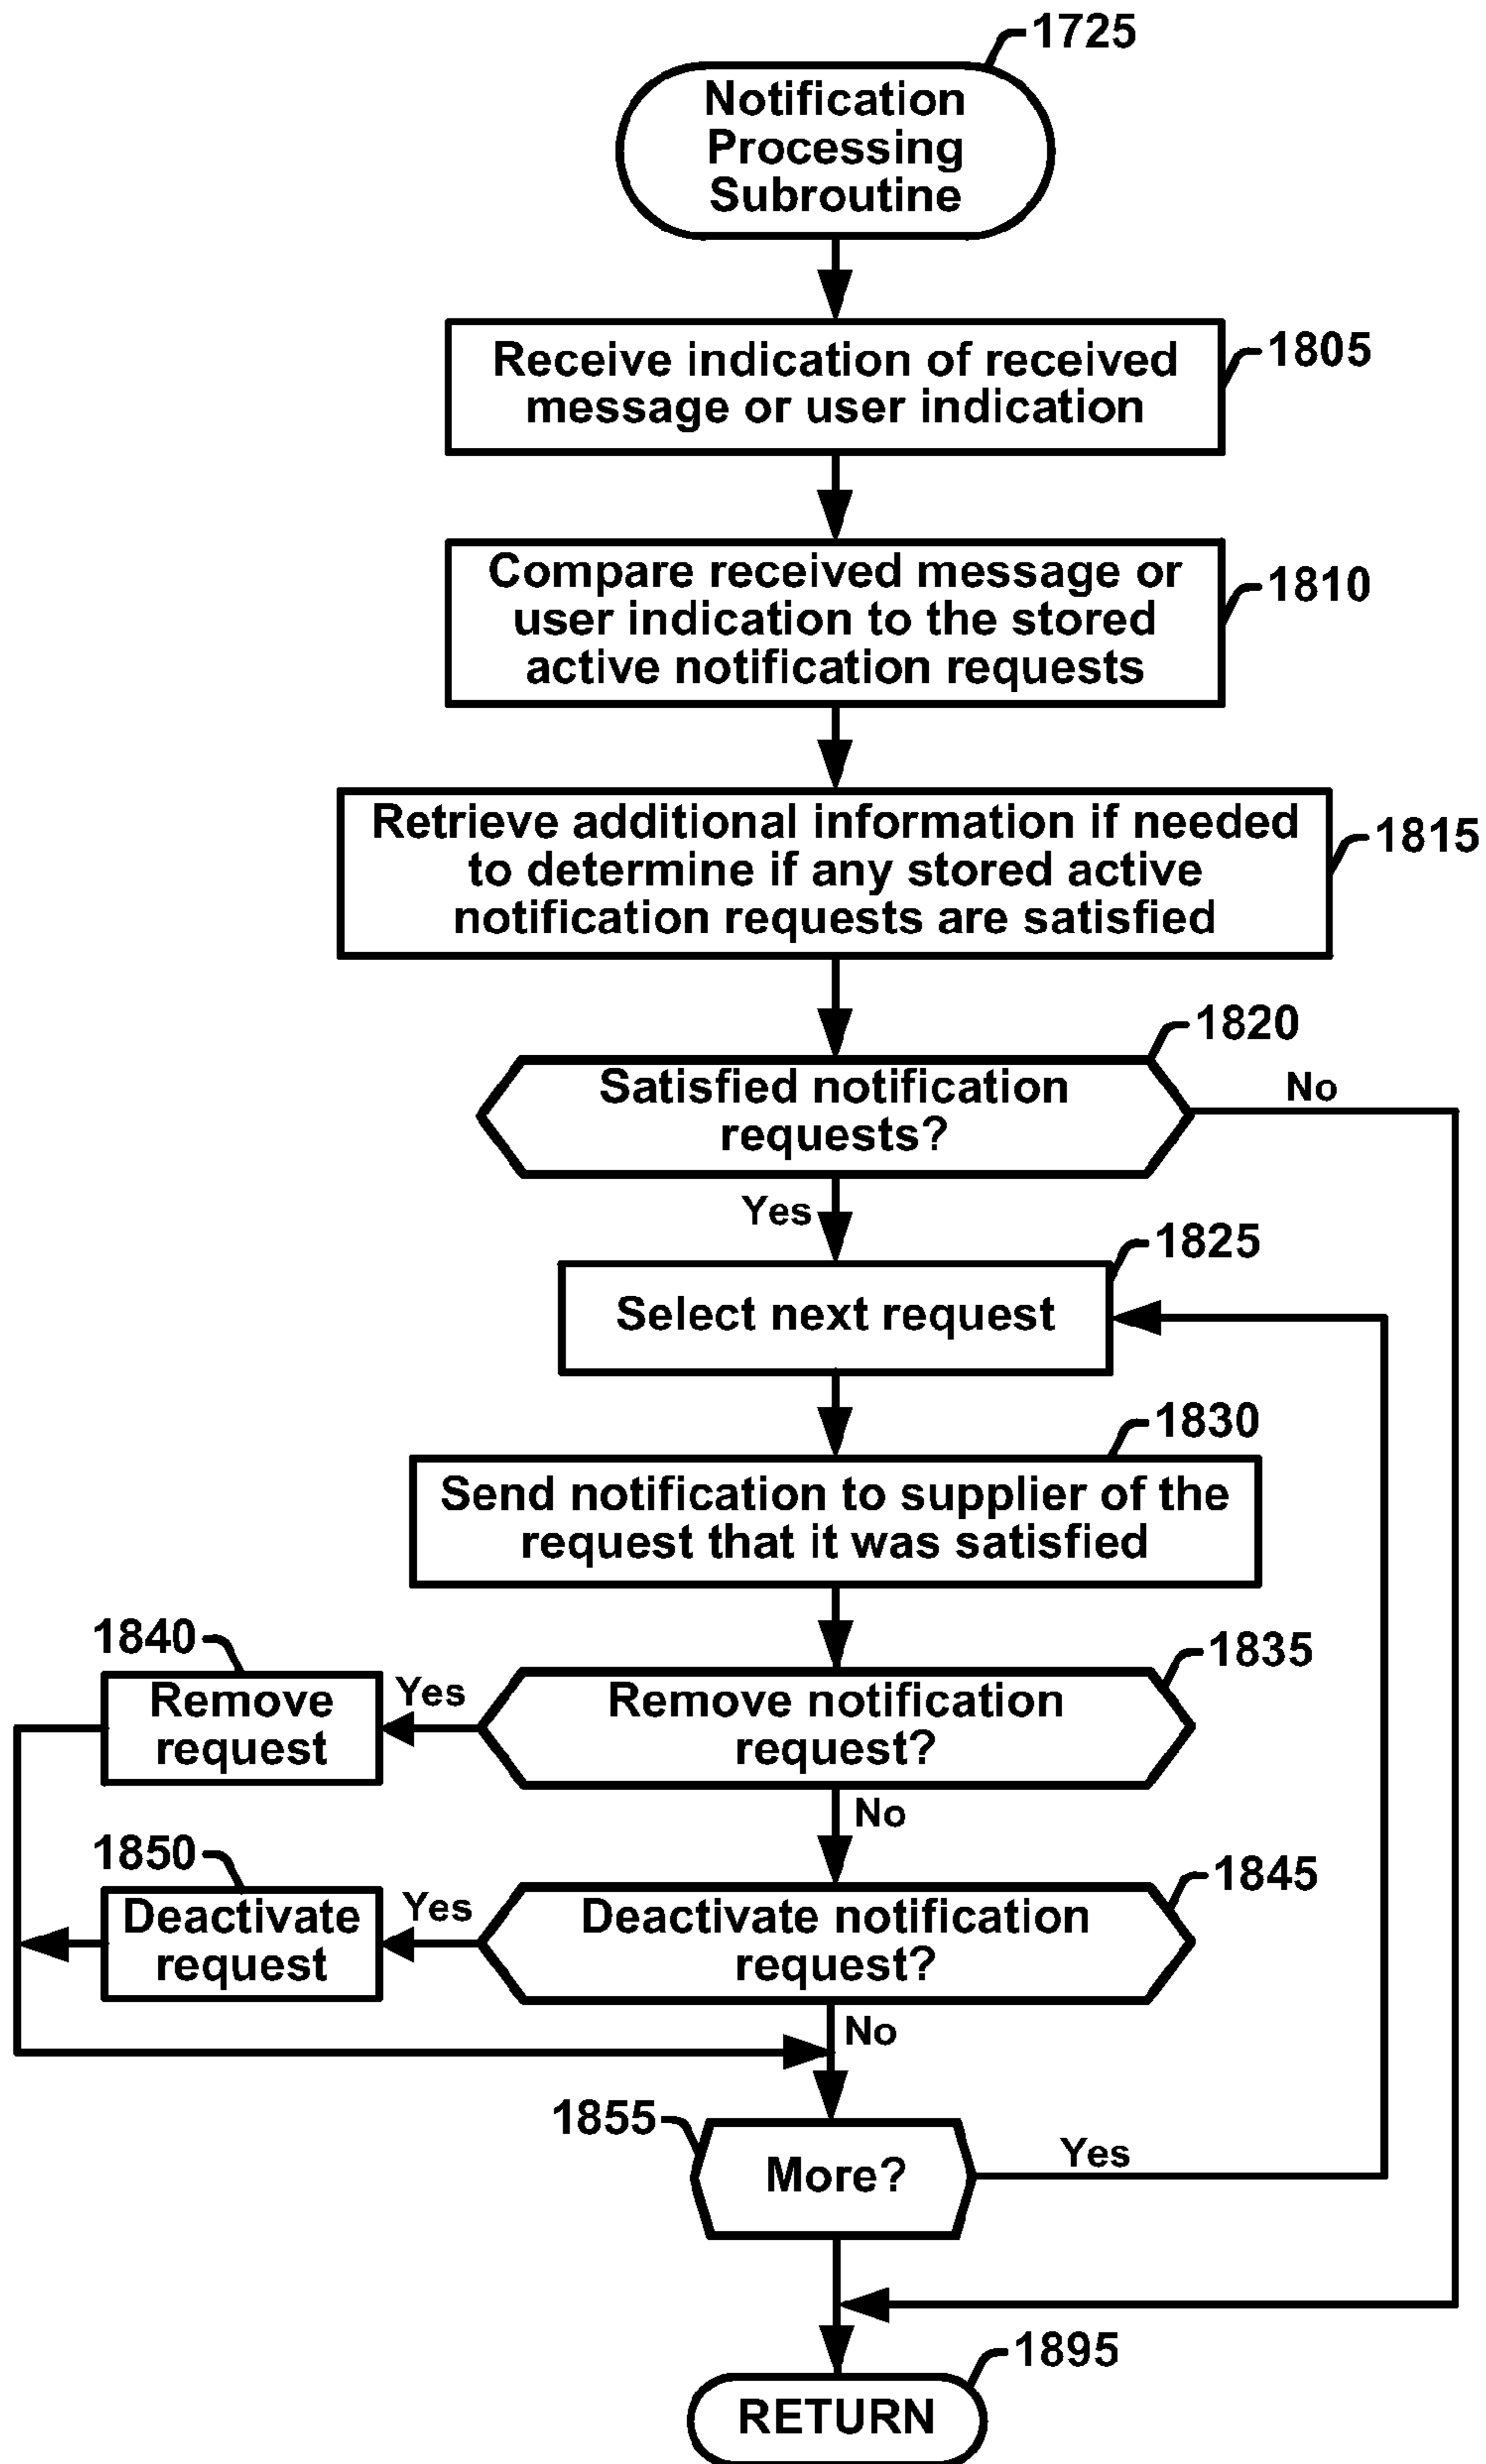 1725
Notification
Processing
Subroutine
Receive indication of received
message or user indication
1805
Compare received message or
user indication to the stored
active notification requests
1810
Retrieve additional information if needed
to determine if any stored active
notification requests are satisfied
1815
1820
Satisfied notification
requests?
No
Yes
1825
Select next request
1830
Send notification to supplier of the
request that it was satisfied
1840
Remove
request
Yes
1835
Remove notification
request?
No
1850
Deactivate
request
Yes
1845
Deactivate notification
request?
No
1855
More?
Yes
1895
RETURN